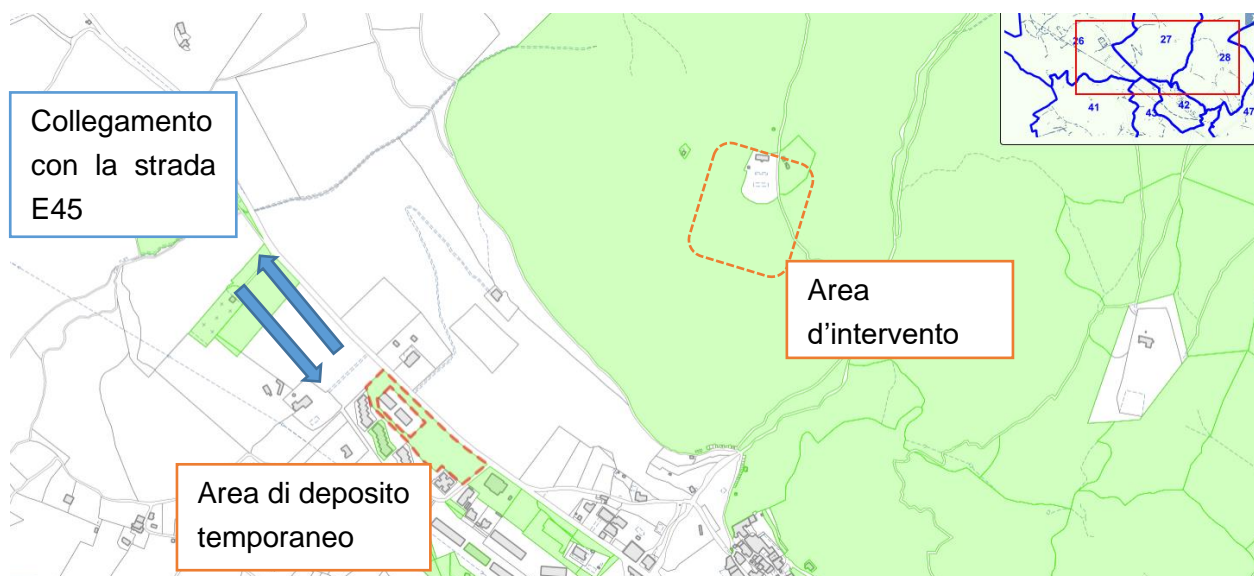 Collegamento
con la strada
E45
Area
d'intervento
Area di deposito
temporaneo
26
27
28
41
43
42
47